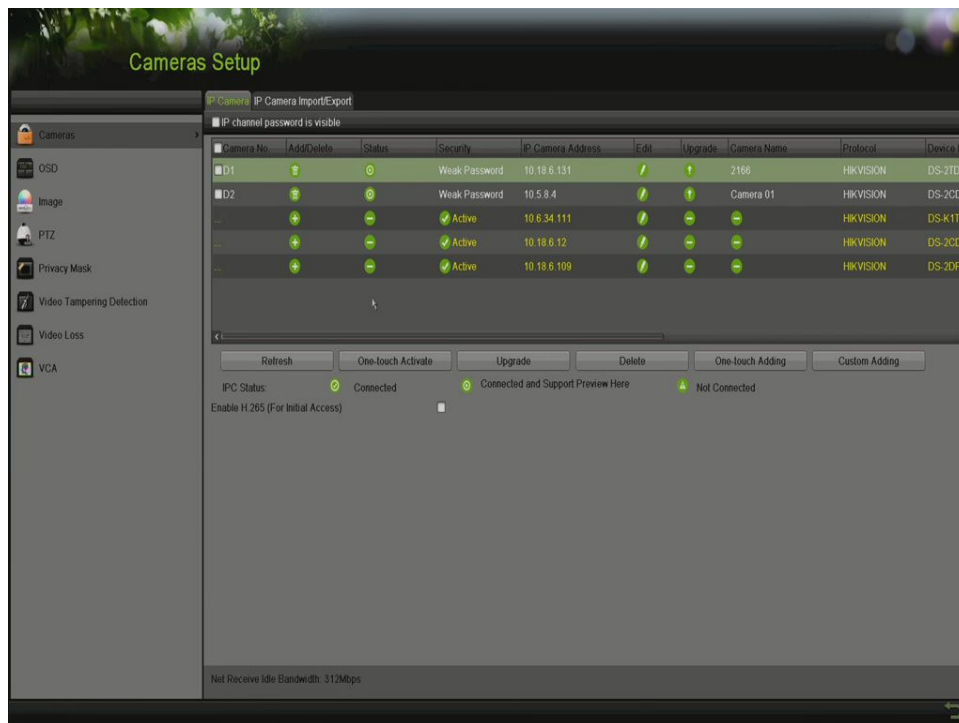 Cameras Setup
IP Camera IP Camera Import/Export
IP channel password is visible
Cameras
OSD
Image
PTZ
Privacy Mask
Video Tampering Detection
Video Loss
VCA
Camera No. Add/Delete Status Security IP Camera Address Edit Upgrade Camera Name Protocol Device
D1 Weak Password 10.18.6.131 2166 HIKVISION DS-2TD
D2 Weak Password 10.5.8.4 Camera 01 HIKVISION DS-2CD
... Active 10.6.34.111 HIKVISION DS-K1T
... Active 10.18.6.12 HIKVISION DS-2CD
... Active 10.18.6.109 HIKVISION DS-2DF
Refresh One-touch Activate Upgrade Delete One-touch Adding Custom Adding
IPC Status: Connected Connected and Support Preview Here Not Connected
Enable H.265 (For Initial Access)
Net Receive Idle Bandwidth: 312Mbps